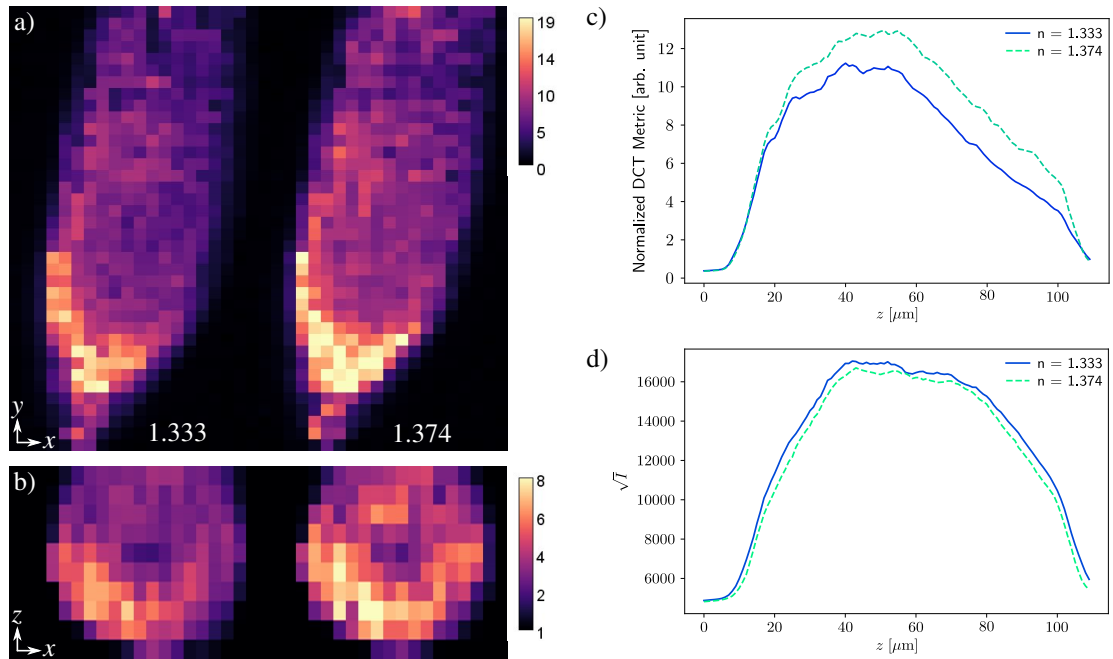 a)
19
14
10
5
0
y
x
1.333
1.374
b)
8
6
4
2
1
z
x
c)
Normalized DCT Metric [arb. unit]
12
10
8
6
4
2
0
n = 1.333
n = 1.374
0 20 40 60 80 100
z [μm]
d)
√I
16000
14000
12000
10000
8000
6000
n = 1.333
n = 1.374
0 20 40 60 80 100
z [μm]